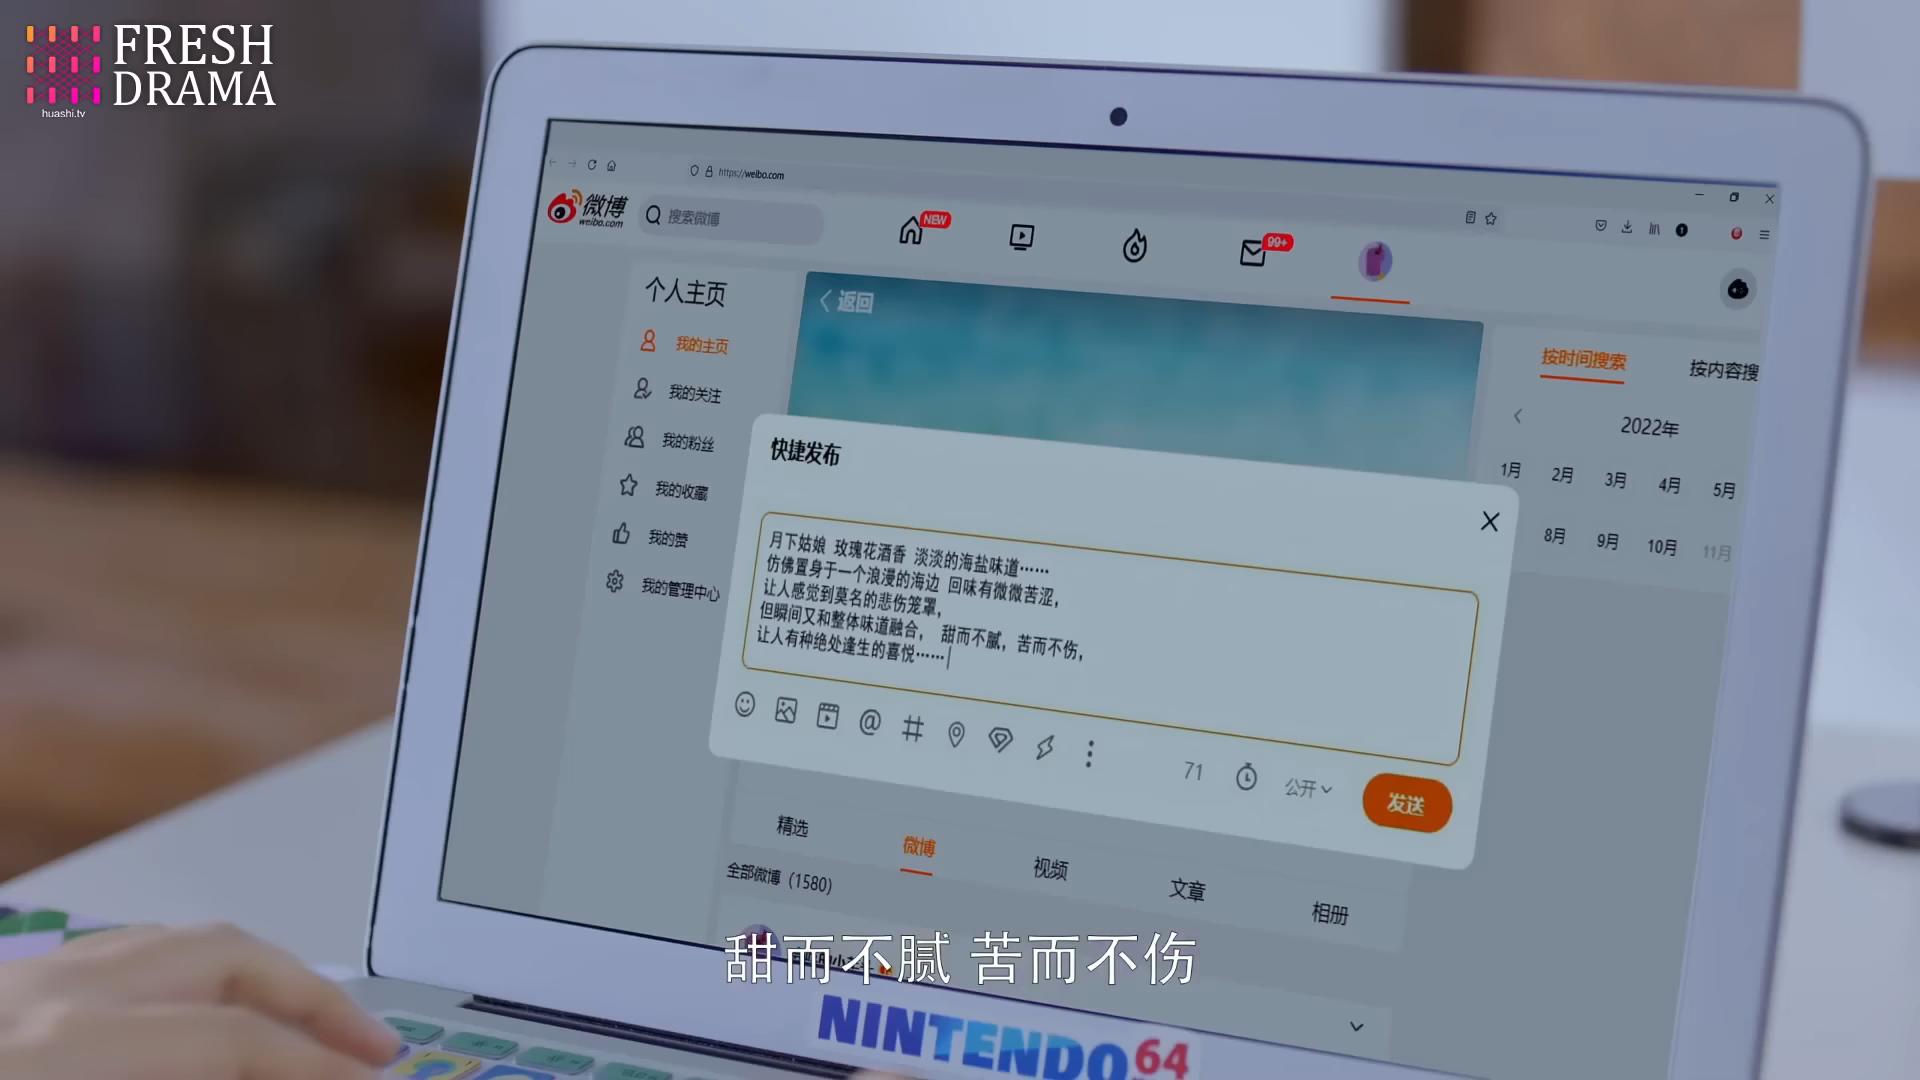 FRESH
DRAMA
huashi.tv
https://weibo.com
微博
weibo.com
搜索微博
NEW
99+
个人主页
我的主页
我的关注
我的粉丝
我的收藏
我的赞
我的管理中心
返回
按时间搜索
按内容搜
2022年
1月 2月 3月 4月 5月
8月 9月 10月 11月
快捷发布
月下姑娘 玫瑰花酒香 淡淡的海盐味道……
仿佛置身于一个浪漫的海边 回味有微微苦涩，
让人感觉到莫名的悲伤笼罩，
但瞬间又和整体味道融合， 甜而不腻，苦而不伤，
让人有种绝处逢生的喜悦……
71
公开
发送
精选 微博 视频 文章 相册
全部微博（1580）
甜而不腻 苦而不伤
NINTENDO 64